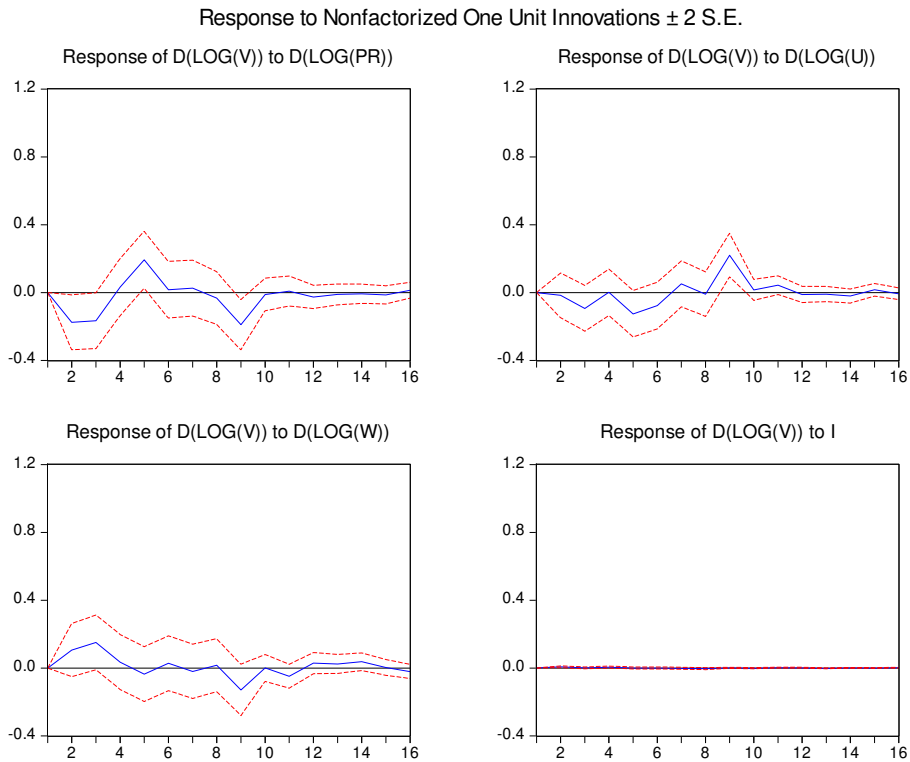 Response to Nonfactorized One Unit Innovations ± 2 S.E.
Response of D(LOG(V)) to D(LOG(PR))
1.2
0.8
0.4
0.0
-0.4
2 4 6 8 10 12 14 16
Response of D(LOG(V)) to D(LOG(U))
1.2
0.8
0.4
0.0
-0.4
2 4 6 8 10 12 14 16
Response of D(LOG(V)) to D(LOG(W))
1.2
0.8
0.4
0.0
-0.4
2 4 6 8 10 12 14 16
Response of D(LOG(V)) to I
1.2
0.8
0.4
0.0
-0.4
2 4 6 8 10 12 14 16